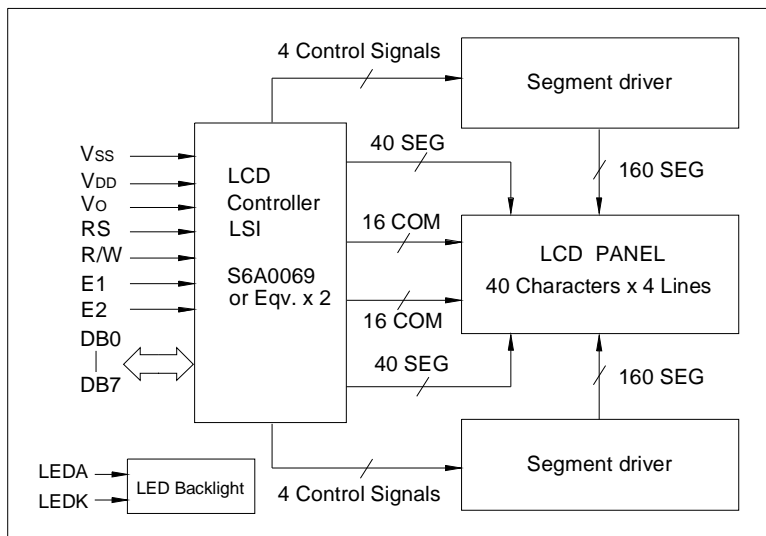 4 Control Signals
Segment driver
40 SEG
160 SEG
VSS
VDD
VO
RS
R/W
E1
E2
DB0
DB7
LCD
Controller
LSI
S6A0069
or Eqv. x 2
16 COM
LCD PANEL
40 Characters x 4 Lines
16 COM
40 SEG
160 SEG
LEDA
LEDK
LED Backlight
4 Control Signals
Segment driver